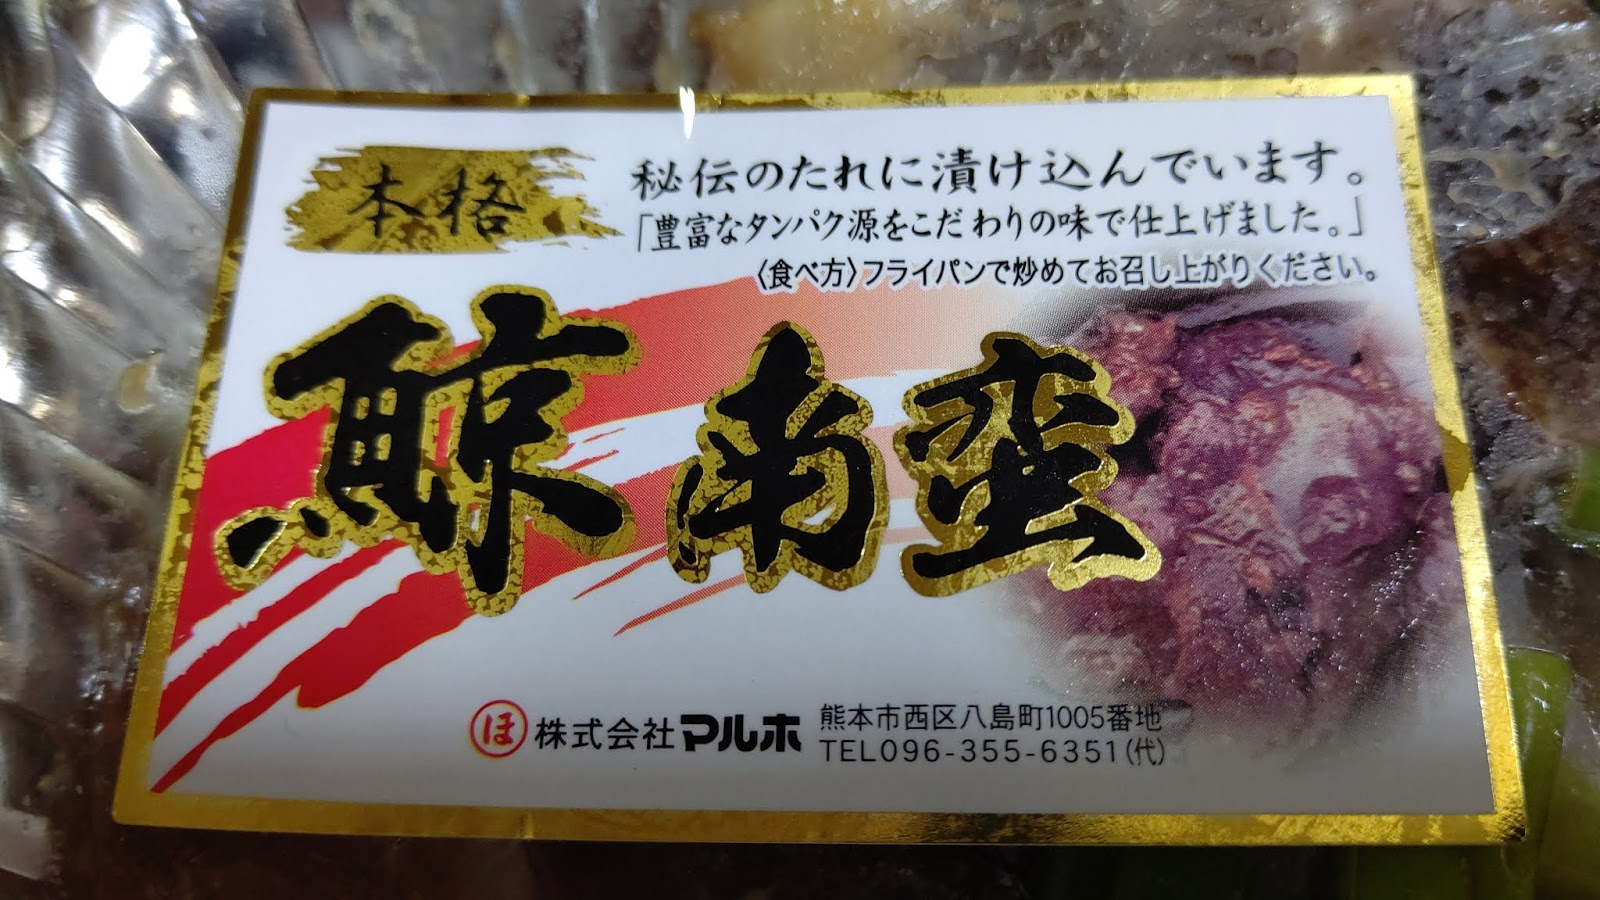 本格
秘伝のたれに漬け込んでいます。
「豊富なタンパク源をこだわりの味で仕上げました。」
〈食べ方〉フライパンで炒めてお召し上がりください。
鯨南蛮
ほ 株式会社マルホ
熊本市西区八島町1005番地
TEL096-355-6351(代)